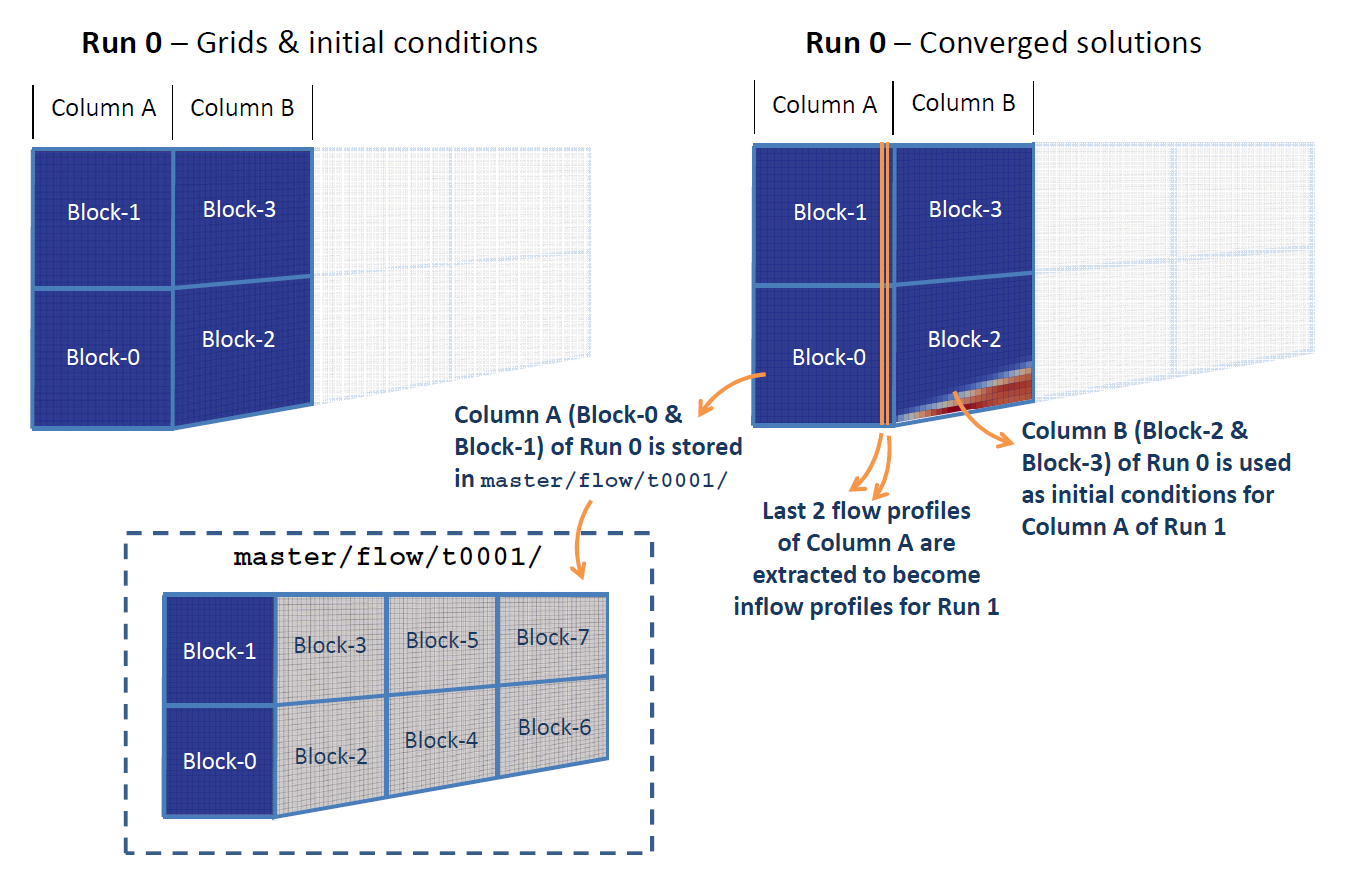 Run 0 – Grids & initial conditions
Column A
Column B
Block-1
Block-3
Block-0
Block-2
Run 0 – Converged solutions
Column A
Column B
Block-1
Block-3
Block-0
Block-2
Column A (Block-0 &
Block-1) of Run 0 is stored
in master/flow/t0001/
Last 2 flow profiles
of Column A are
extracted to become
inflow profiles for Run 1
Column B (Block-2 &
Block-3) of Run 0 is used
as initial conditions for
Column A of Run 1
master/flow/t0001/
Block-1
Block-3
Block-5
Block-7
Block-0
Block-2
Block-4
Block-6